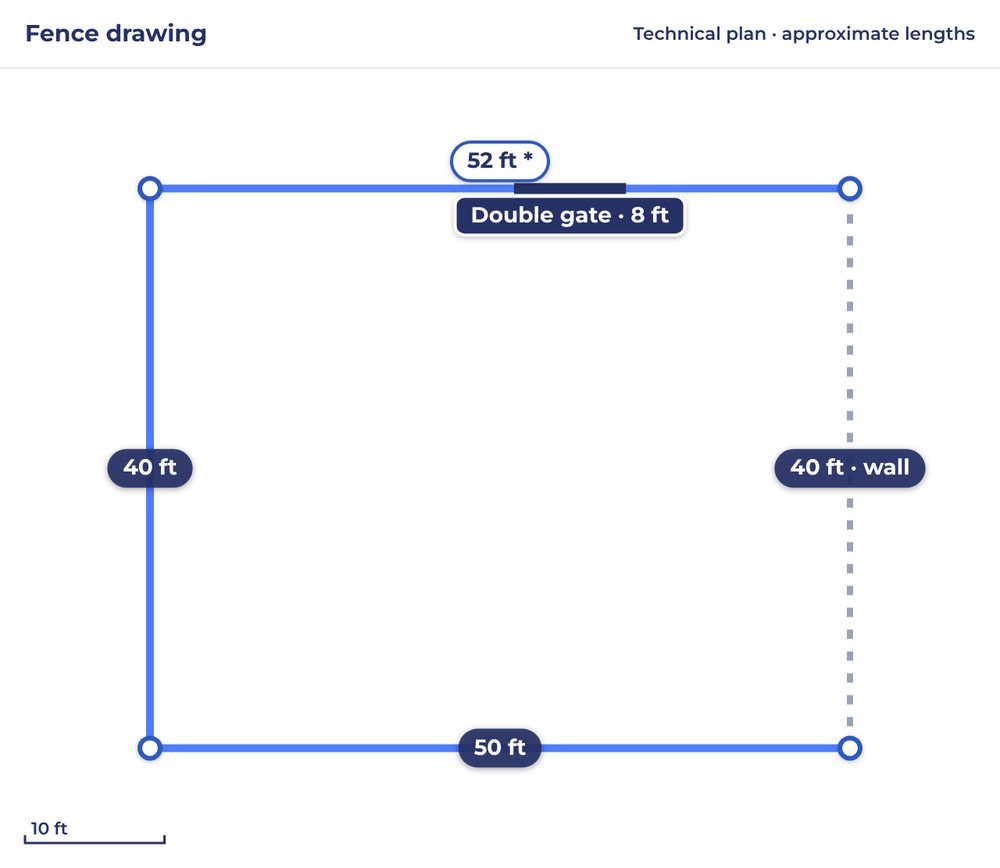 Fence drawing
Technical plan · approximate lengths
52 ft *
Double gate · 8 ft
40 ft
40 ft · wall
50 ft
10 ft